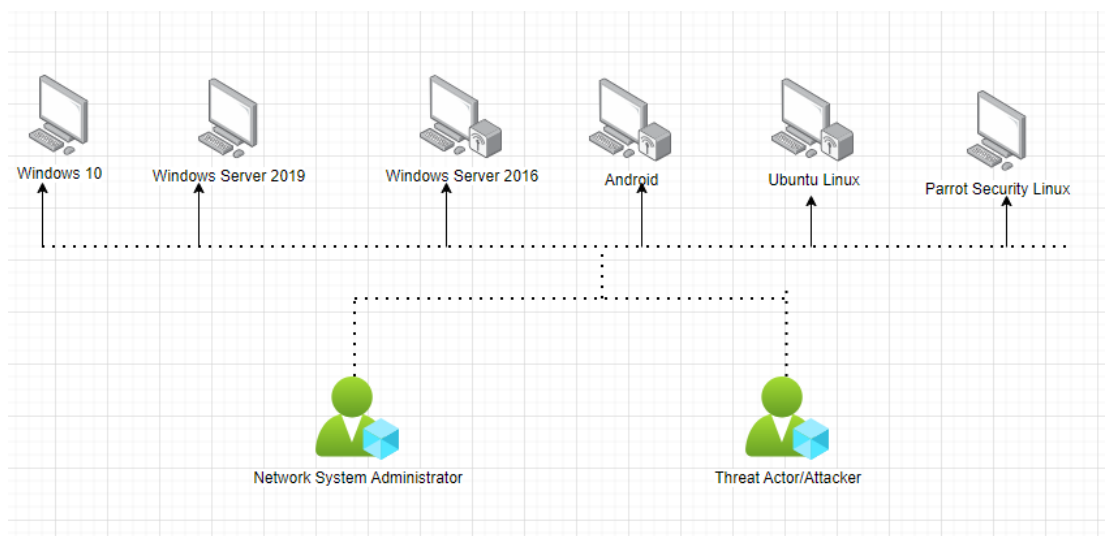 Windows 10
Windows Server 2019
Windows Server 2016
Android
Ubuntu Linux
Parrot Security Linux
Network System Administrator
Threat Actor/Attacker